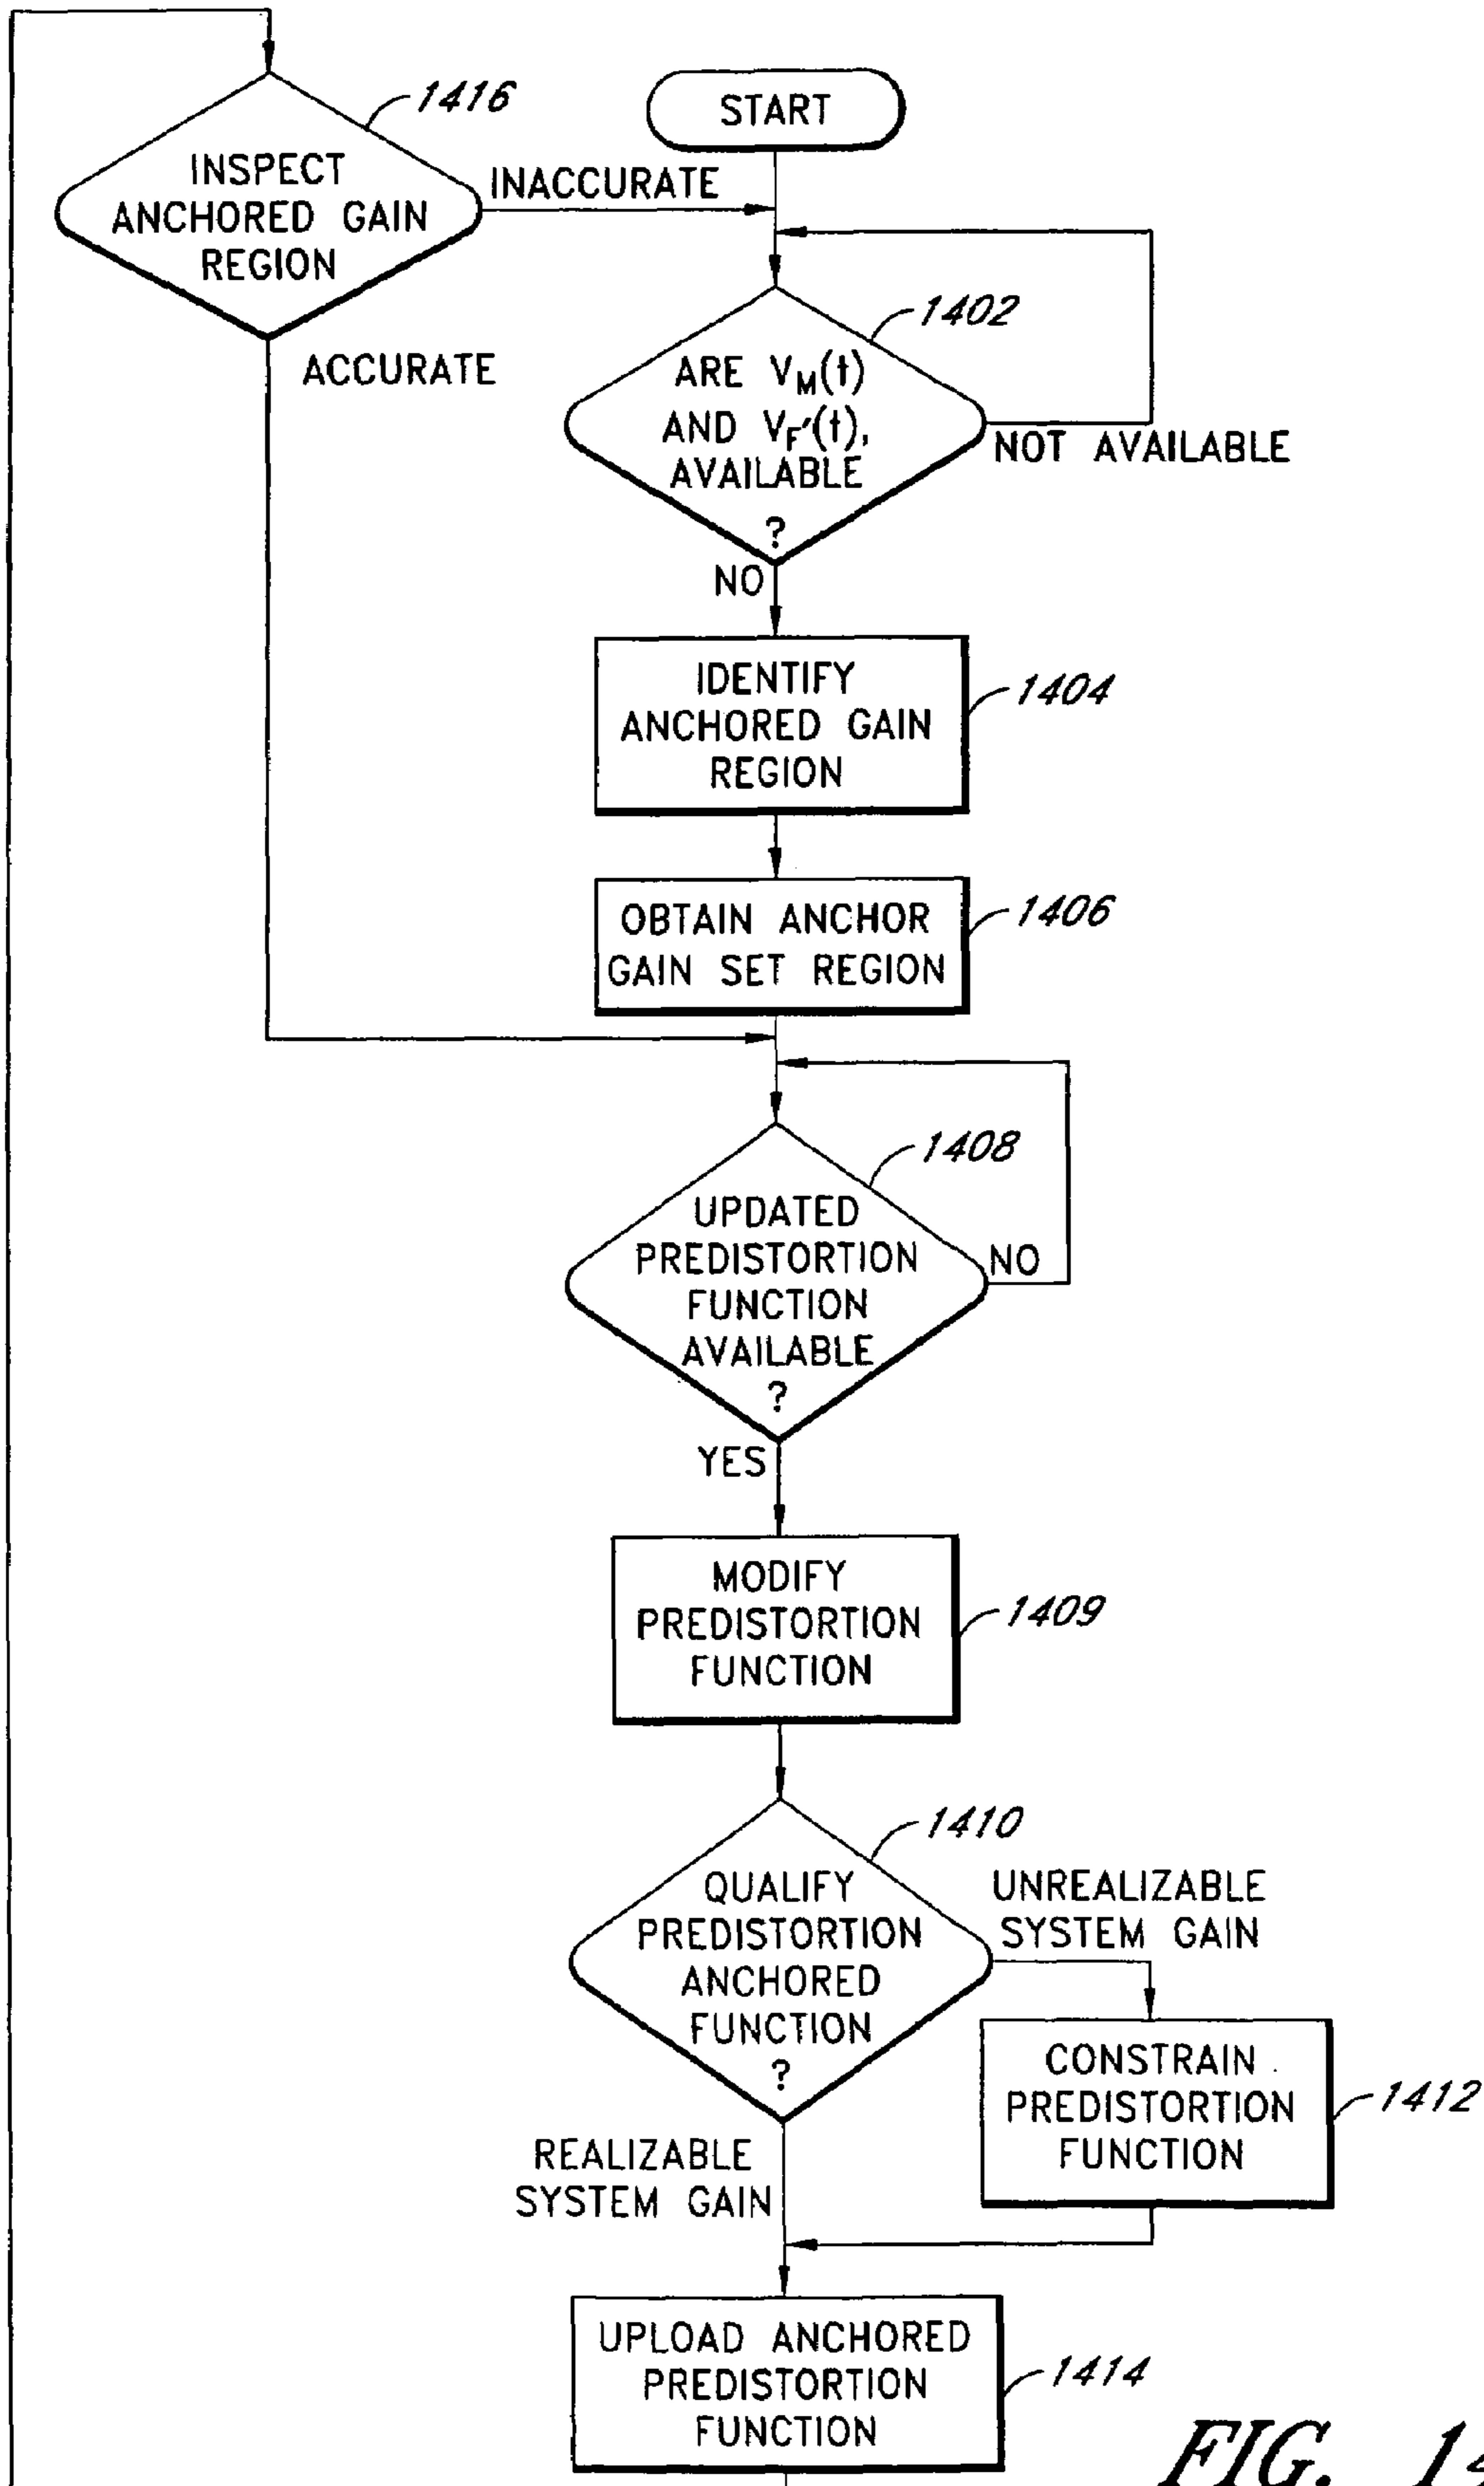 1416
INSPECT
ANCHORED GAIN
REGION
INACCURATE
ACCURATE
START
1402
ARE VM(t)
AND VF'(t),
AVAILABLE
?
NOT AVAILABLE
NO
IDENTIFY
ANCHORED GAIN
REGION
1404
OBTAIN ANCHOR
GAIN SET REGION
1406
1408
UPDATED
PREDISTORTION
FUNCTION
AVAILABLE
?
NO
YES
MODIFY
PREDISTORTION
FUNCTION
1409
1410
QUALIFY
PREDISTORTION
ANCHORED
FUNCTION
?
UNREALIZABLE
SYSTEM GAIN
CONSTRAIN
PREDISTORTION
FUNCTION
1412
REALIZABLE
SYSTEM GAIN
UPLOAD ANCHORED
PREDISTORTION
FUNCTION
1414
FIG. 14